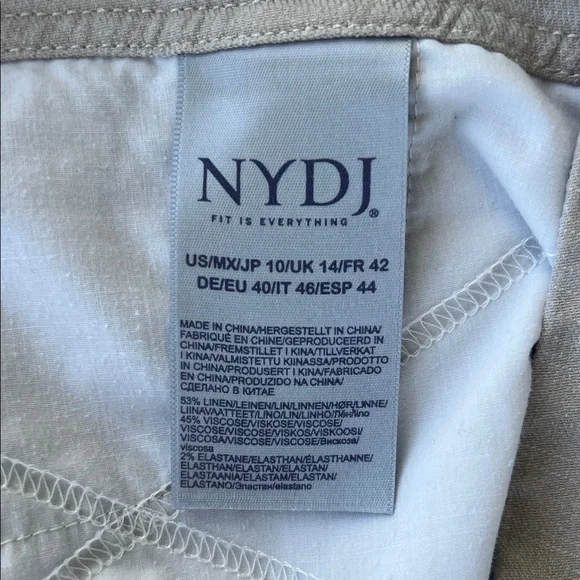 NYDJ®
FIT IS EVERYTHING
US/MX/JP 10/UK 14/FR 42
DE/EU 40/IT 46/ESP 44
MADE IN CHINA/HERGESTELLT IN CHINA/
FABRIQUÉ EN CHINE/GEPRODUCEERD IN
CHINA/FREMSTILLET I KINA/TILLVERKAT
I KINA/VALMISTETTU KIINASSA/PRODOTTO
IN CHINA/PRODUSERT I KINA/FABRICADO
EN CHINA/PRODUZIDO NA CHINA/
СДЕЛАНО В КИТАЕ
53% LINEN/LEINEN/LIN/LINNEN/HØR/LINNE/
LIINAVAATTEET/LINO/LIN/LINHO/Лён/lino
45% VISCOSE/VISKOSE/VISCOSE/
VISCOSE/VISCOSE/VISKOS/VISKOOSI/
VISCOSA/VISCOSE/VISCOSE/Вискоза/
viscosa
2% ELASTANE/ELASTHAN/ÉLASTHANNE/
ELASTHAN/ELASTAN/ELASTAN/
ELASTAANIA/ELASTAM/ELASTAN/
ELASTANO/Эластан/elastano